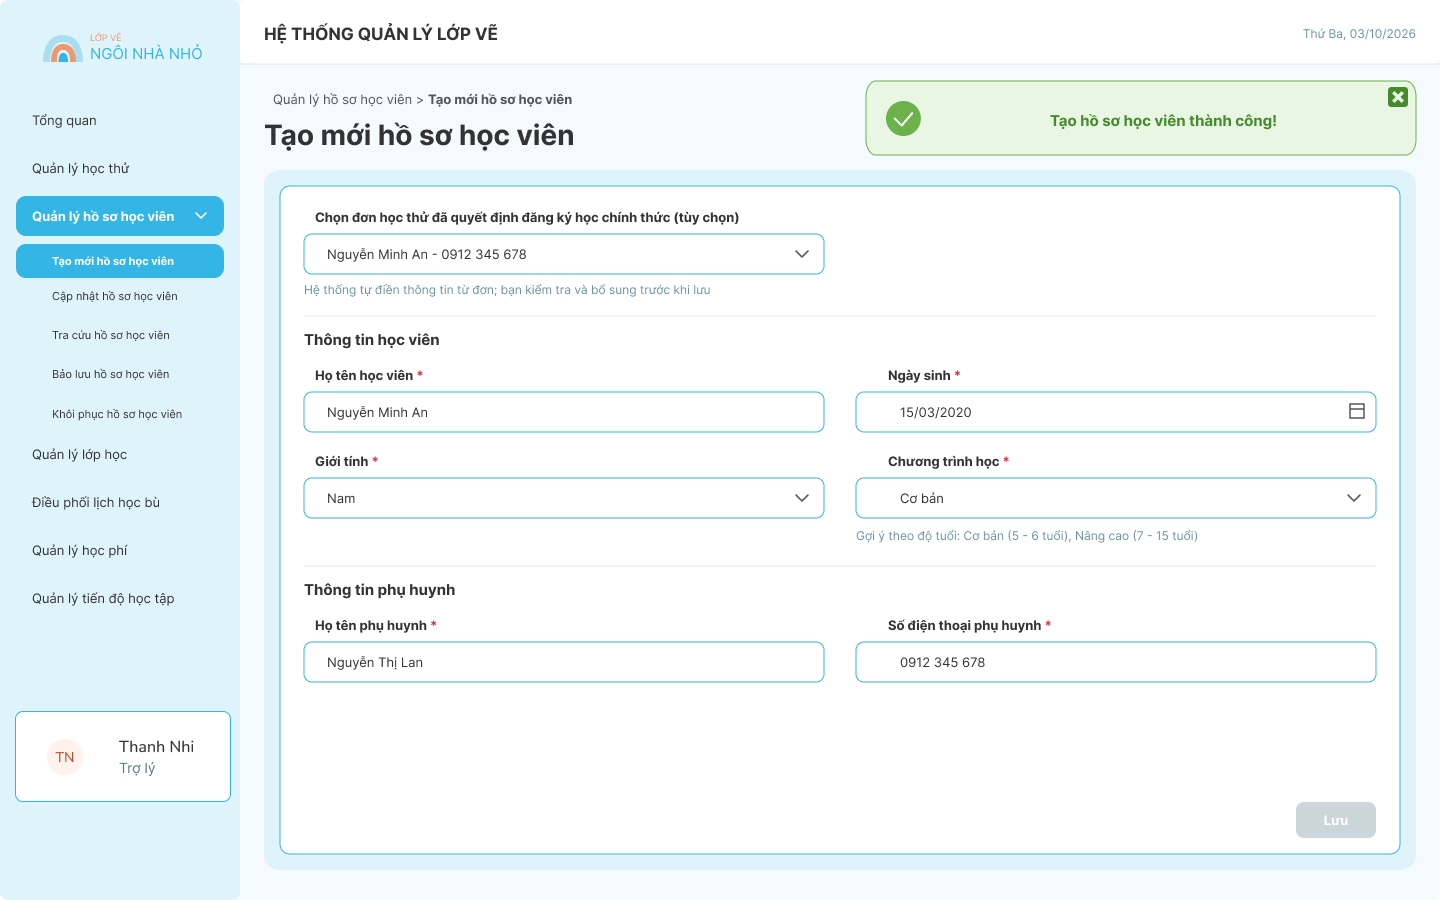 LỚP VẼ
NGÔI NHÀ NHỎ
Tổng quan
Quản lý học thử
Quản lý hồ sơ học viên
Tạo mới hồ sơ học viên
Cập nhật hồ sơ học viên
Tra cứu hồ sơ học viên
Bảo lưu hồ sơ học viên
Khôi phục hồ sơ học viên
Quản lý lớp học
Điều phối lịch học bù
Quản lý học phí
Quản lý tiến độ học tập
TN
Thanh Nhi
Trợ lý
HỆ THỐNG QUẢN LÝ LỚP VẼ
Thứ Ba, 03/10/2026
Quản lý hồ sơ học viên > Tạo mới hồ sơ học viên
Tạo mới hồ sơ học viên
Tạo hồ sơ học viên thành công!
Chọn đơn học thử đã quyết định đăng ký học chính thức (tùy chọn)
Nguyễn Minh An - 0912 345 678
Hệ thống tự điền thông tin từ đơn; bạn kiểm tra và bổ sung trước khi lưu
Thông tin học viên
Họ tên học viên *
Nguyễn Minh An
Ngày sinh *
15/03/2020
Giới tính *
Nam
Chương trình học *
Cơ bản
Gợi ý theo độ tuổi: Cơ bản (5 - 6 tuổi), Nâng cao (7 - 15 tuổi)
Thông tin phụ huynh
Họ tên phụ huynh *
Nguyễn Thị Lan
Số điện thoại phụ huynh *
0912 345 678
Lưu